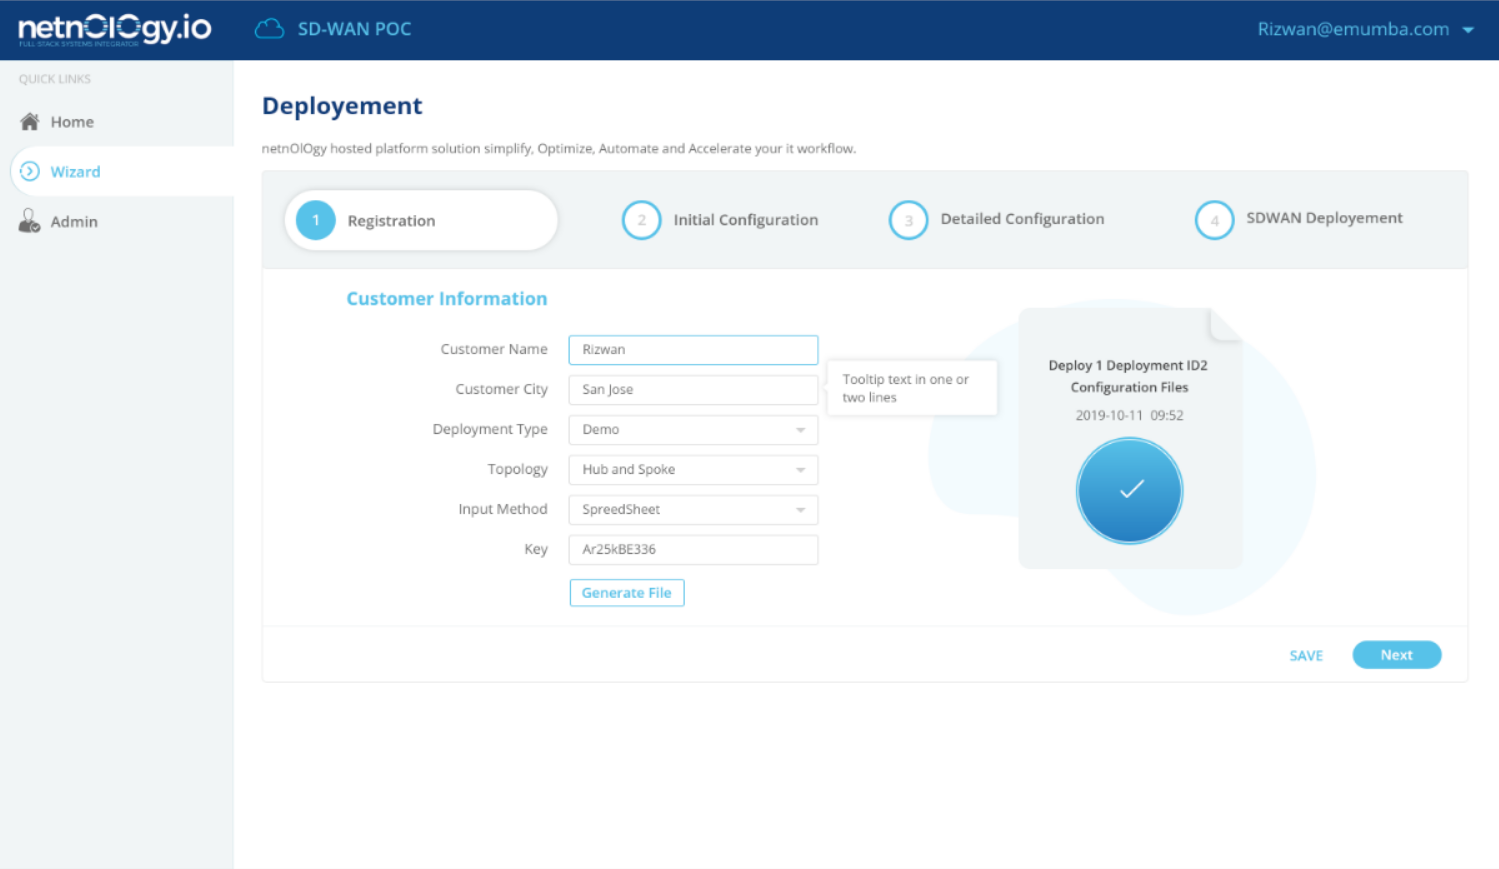 netnOlOgy.io
FULL STACK SYSTEMS INTEGRATOR
SD-WAN POC
Rizwan@emumba.com
QUICK LINKS
Home
Wizard
Admin
Deployement
netnOlOgy hosted platform solution simplify, Optimize, Automate and Accelerate your it workflow.
1 Registration
2 Initial Configuration
3 Detailed Configuration
4 SDWAN Deployement
Customer Information
Customer Name Rizwan
Customer City San Jose
Deployment Type Demo
Topology Hub and Spoke
Input Method SpreedSheet
Key Ar25kBE336
Generate File
Tooltip text in one or
two lines
Deploy 1 Deployment ID2
Configuration Files
2019-10-11 09:52
SAVE
Next